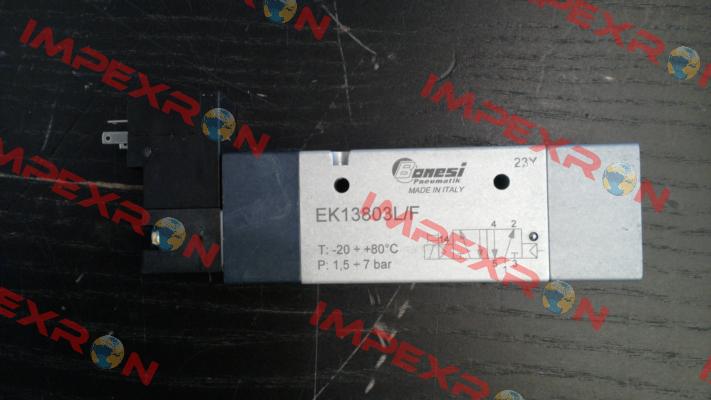 Bonesi
Pneumatik
MADE IN ITALY
23Y
EK13803L/F
T: -20 ÷ +80°C
P: 1,5 ÷ 7 bar
14
4 2
5 3
IMPEXRON
IMPEXRON
IMPEXRON
IMPEXRON
IMPEXRON
IMPEXRON